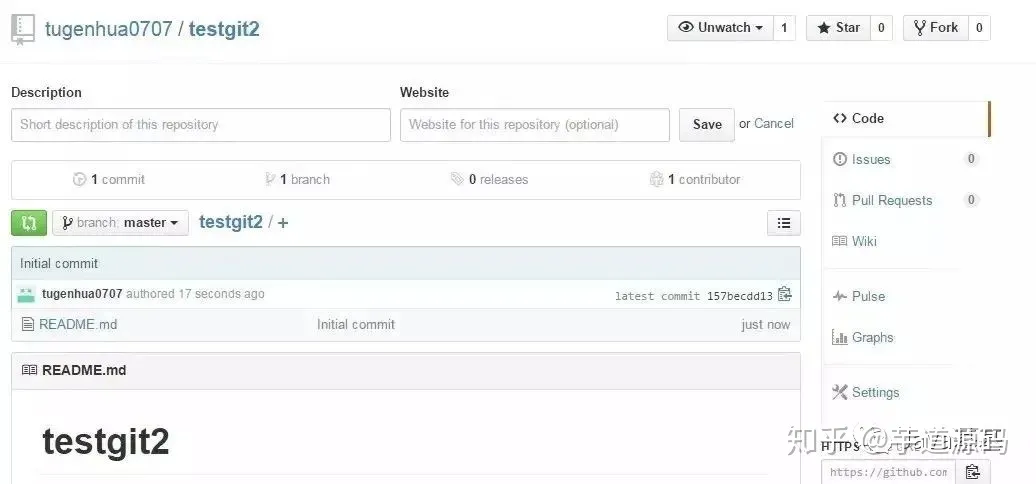 tugenhua0707 / testgit2
Unwatch 1 Star 0 Fork 0
Description Website
Short description of this repository Website for this repository (optional) Save or Cancel
Code
Issues 0
Pull Requests 0
Wiki
Pulse
Graphs
Settings
1 commit 1 branch 0 releases 1 contributor
branch: master testgit2 / +
Initial commit
tugenhua0707 authored 17 seconds ago latest commit 157becdd13
README.md Initial commit just now
README.md
testgit2
HTTPS
https://github.com
知乎 @芋道源码